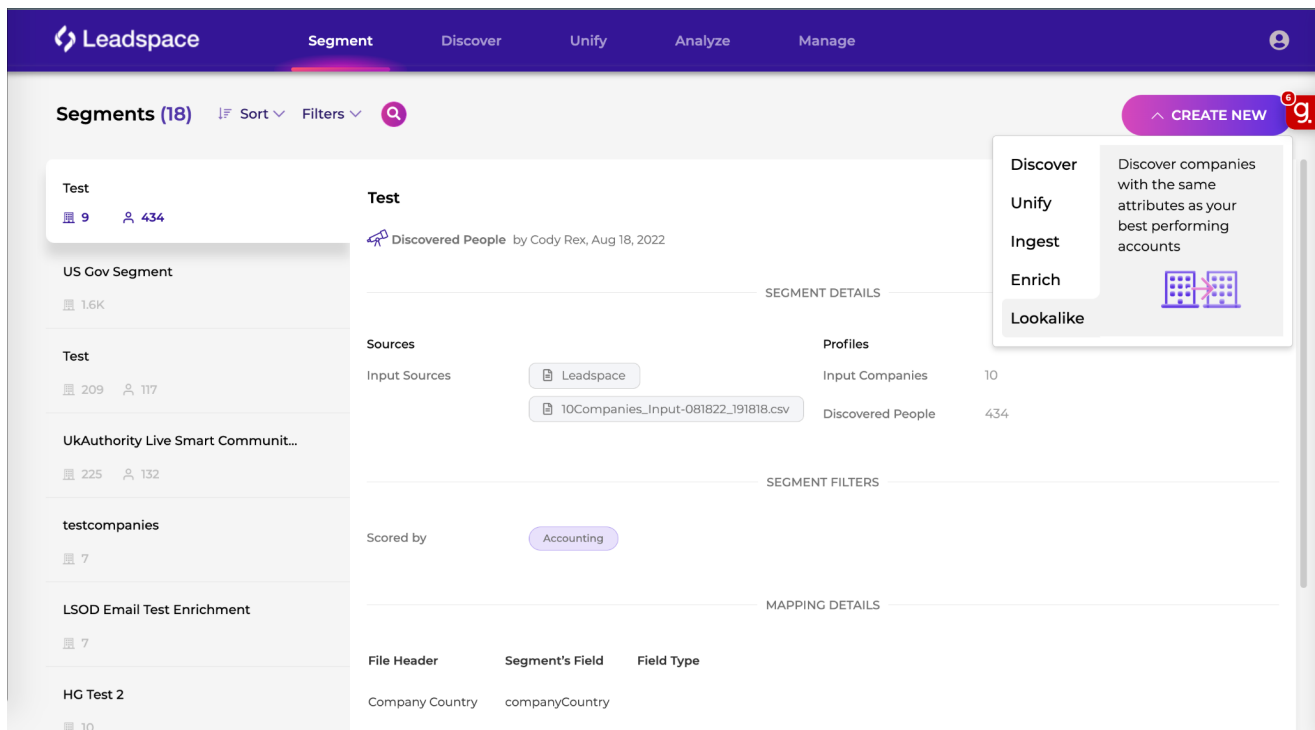 Leadspace
Segment
Discover
Unify
Analyze
Manage
Segments (18)
Sort
Filters
CREATE NEW
6
g.
Discover
Unify
Ingest
Enrich
Lookalike
Discover companies
with the same
attributes as your
best performing
accounts
Test
9 434
US Gov Segment
1.6K
Test
209 117
UkAuthority Live Smart Communit...
225 132
testcompanies
7
LSOD Email Test Enrichment
7
HG Test 2
10
Test
Discovered People by Cody Rex, Aug 18, 2022
SEGMENT DETAILS
Sources
Input Sources
Leadspace
10Companies_Input-081822_191818.csv
Profiles
Input Companies 10
Discovered People 434
SEGMENT FILTERS
Scored by Accounting
MAPPING DETAILS
File Header Segment's Field Field Type
Company Country companyCountry